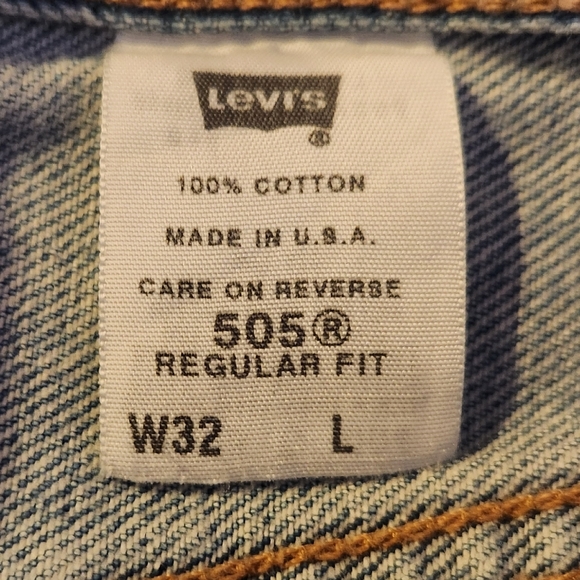 Levi's
®
100% COTTON
MADE IN U.S.A.
CARE ON REVERSE
505®
REGULAR FIT
W32 L